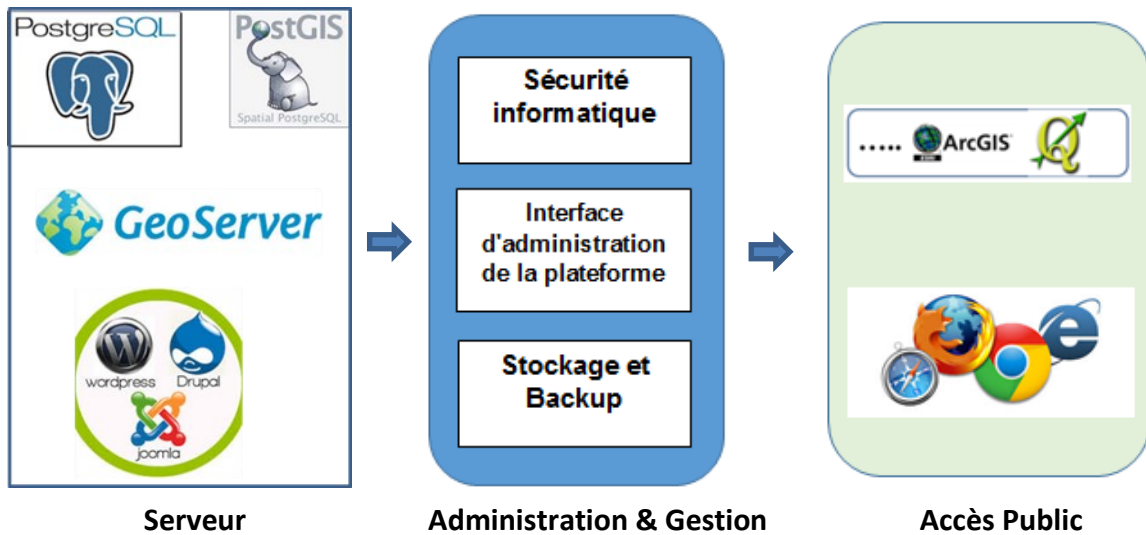 PostgreSQL
PostGIS
Spatial PostgreSQL
GeoServer
wordpress
Drupal
joomla
Serveur
Sécurité
informatique
Interface
d'administration
de la plateforme
Stockage et
Backup
Administration & Gestion
..... ArcGIS
Accès Public